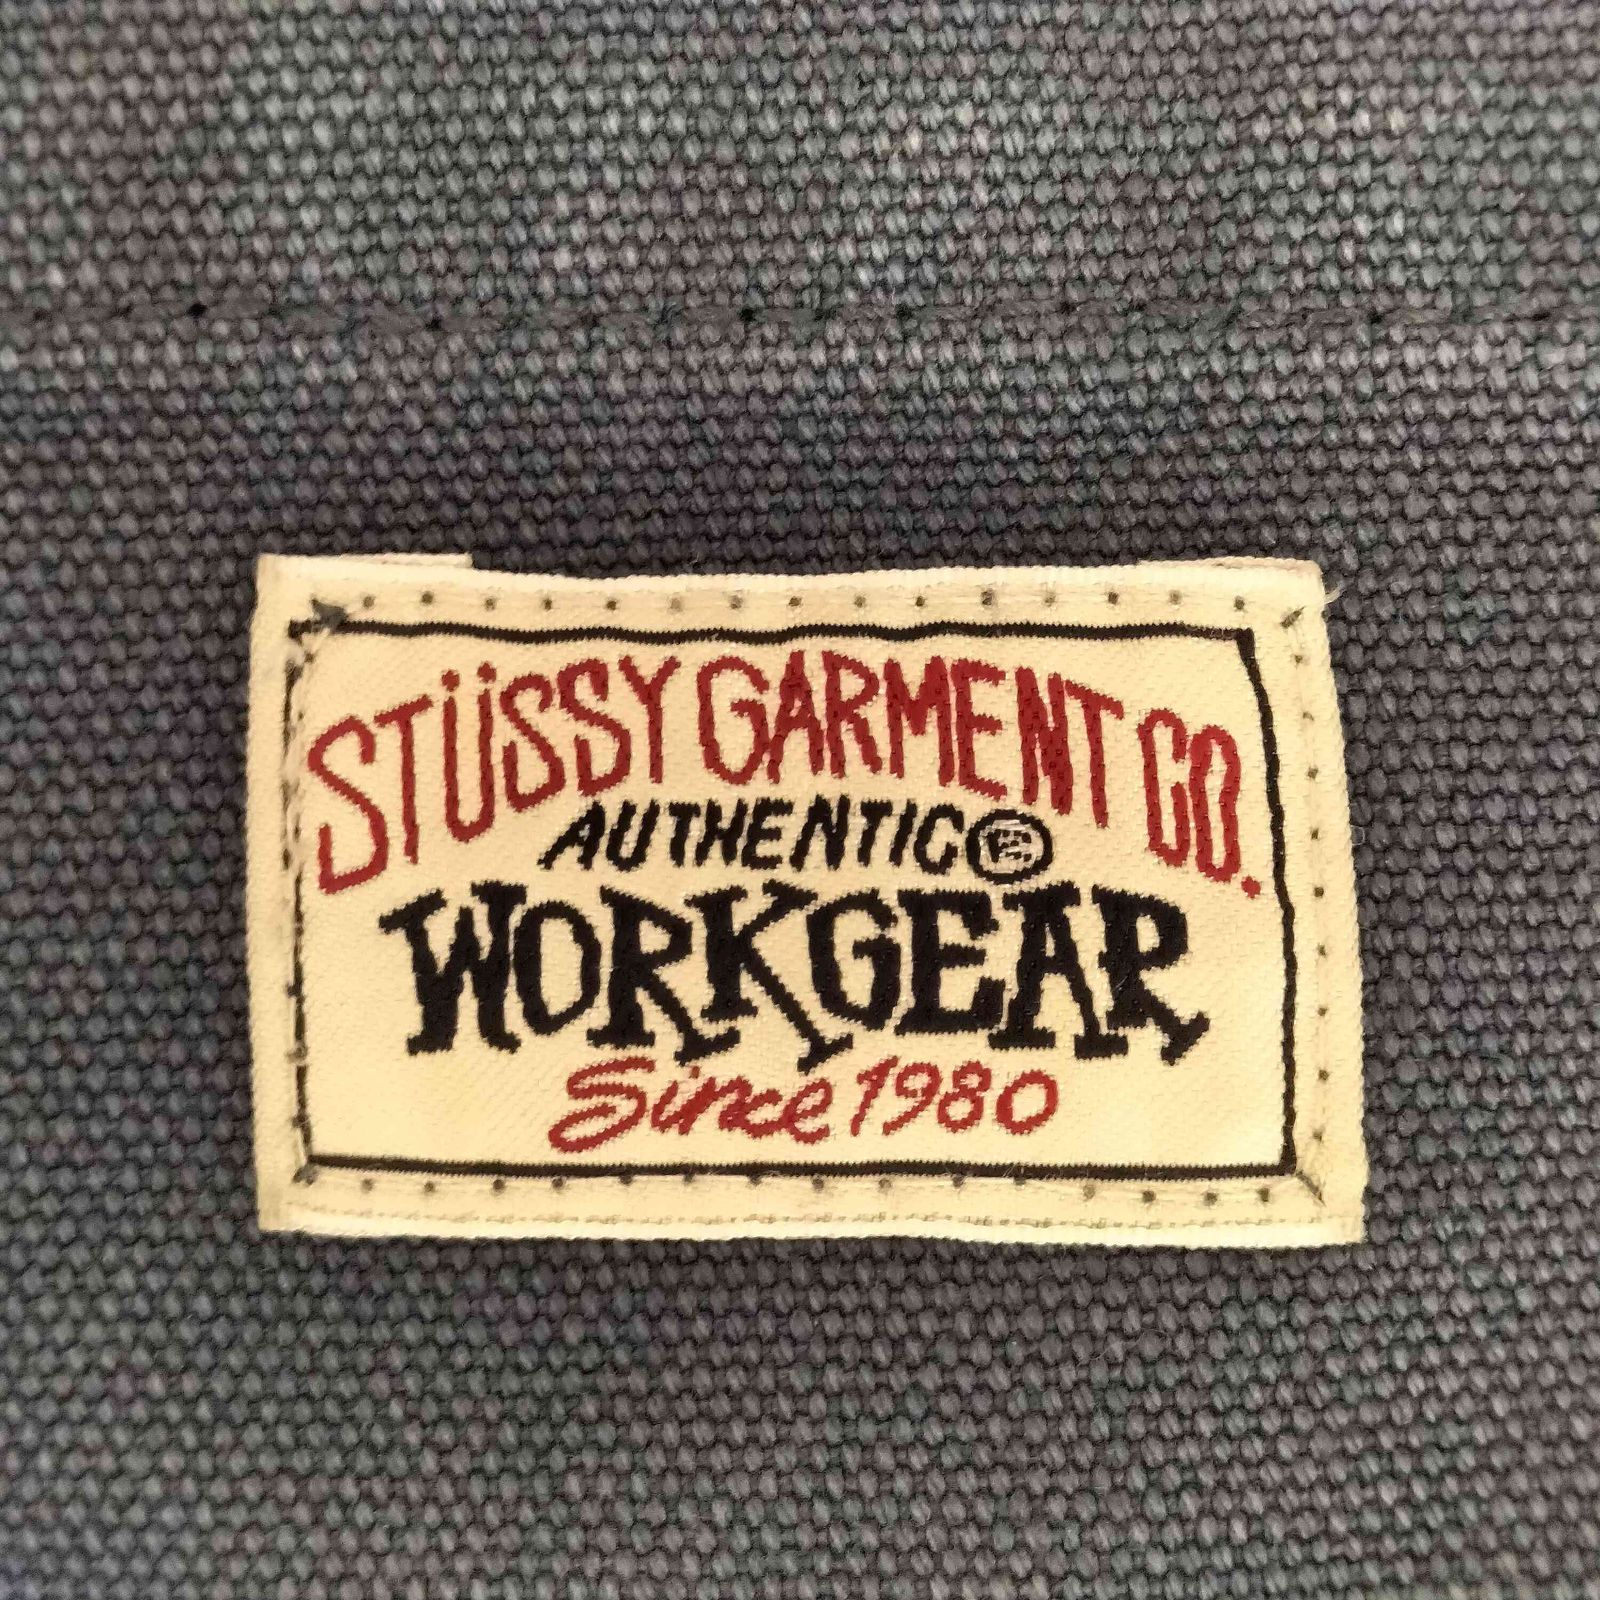 STÜSSY GARMENT CO.
AUTHENTIC
WORKGEAR
Since 1980